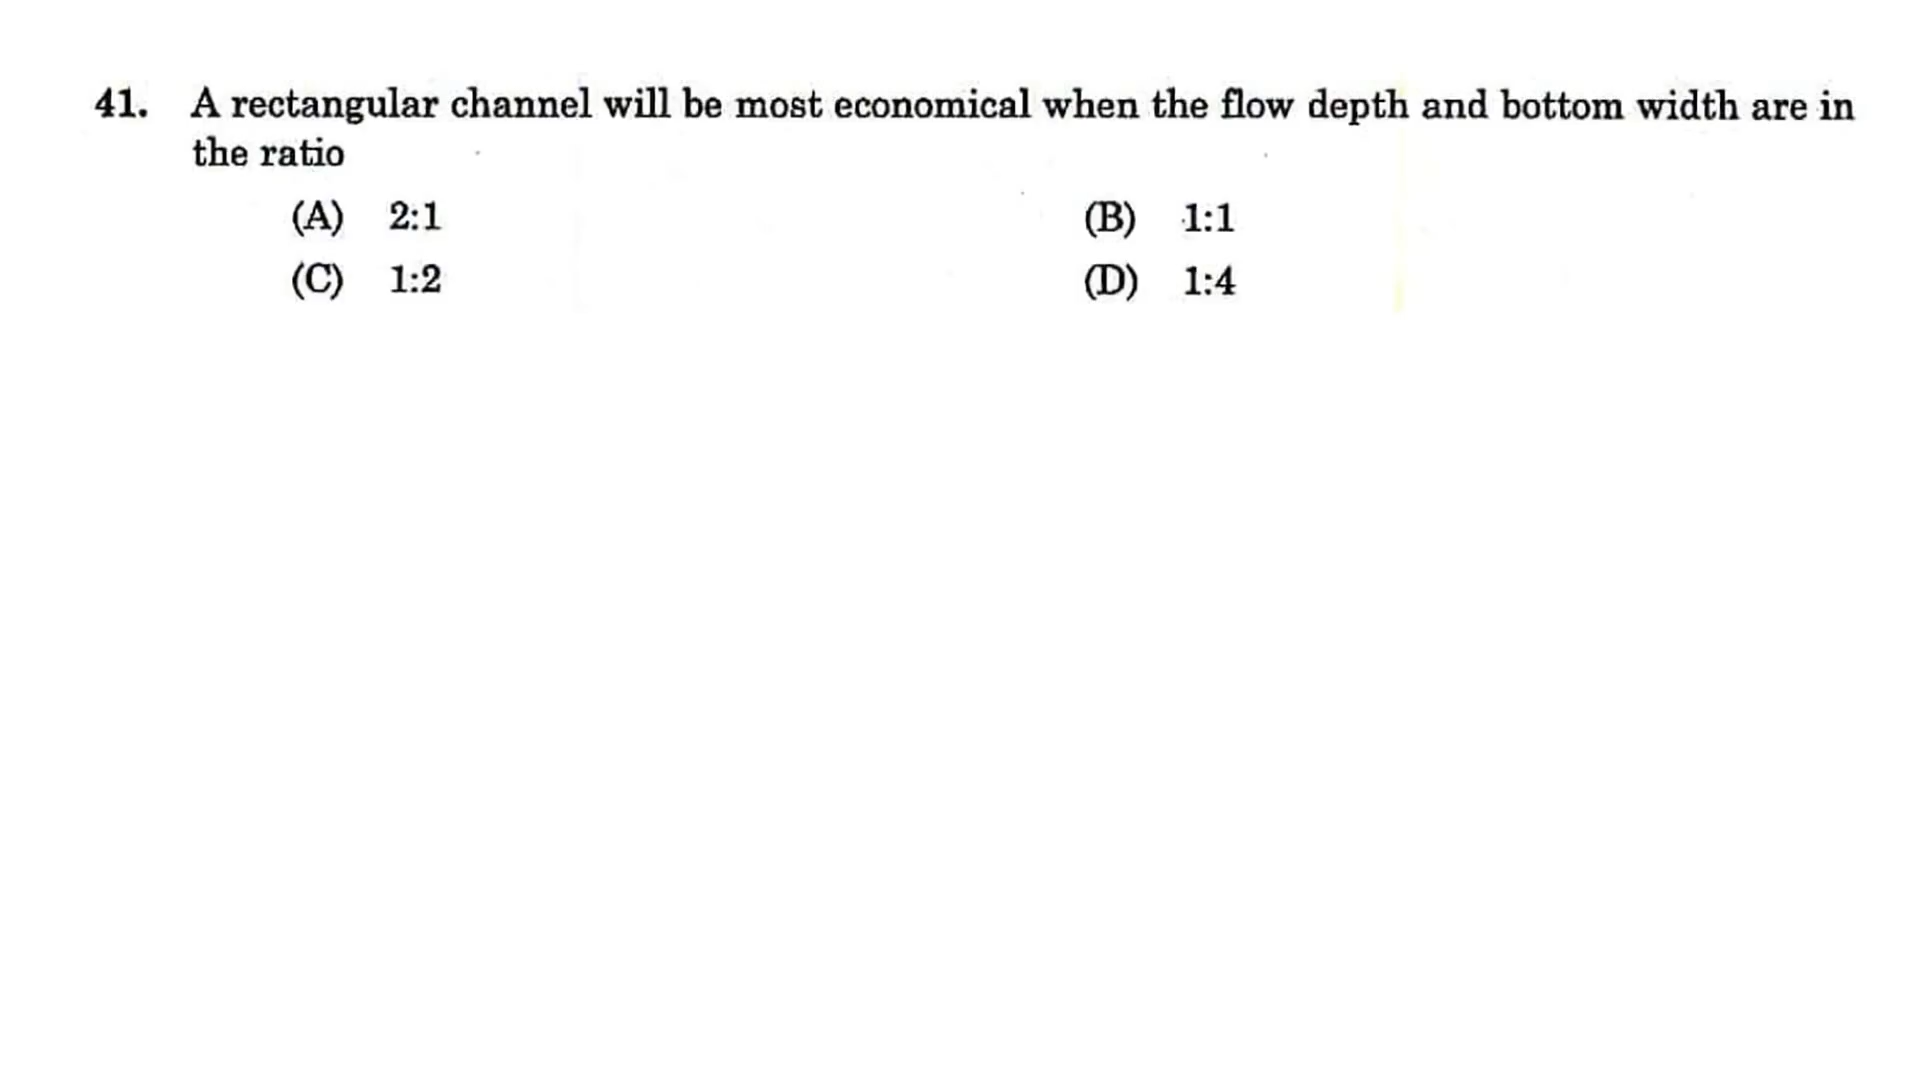 41. A rectangular channel will be most economical when the flow depth and bottom width are in
the ratio
(A) 2:1 (B) 1:1
(C) 1:2 (D) 1:4